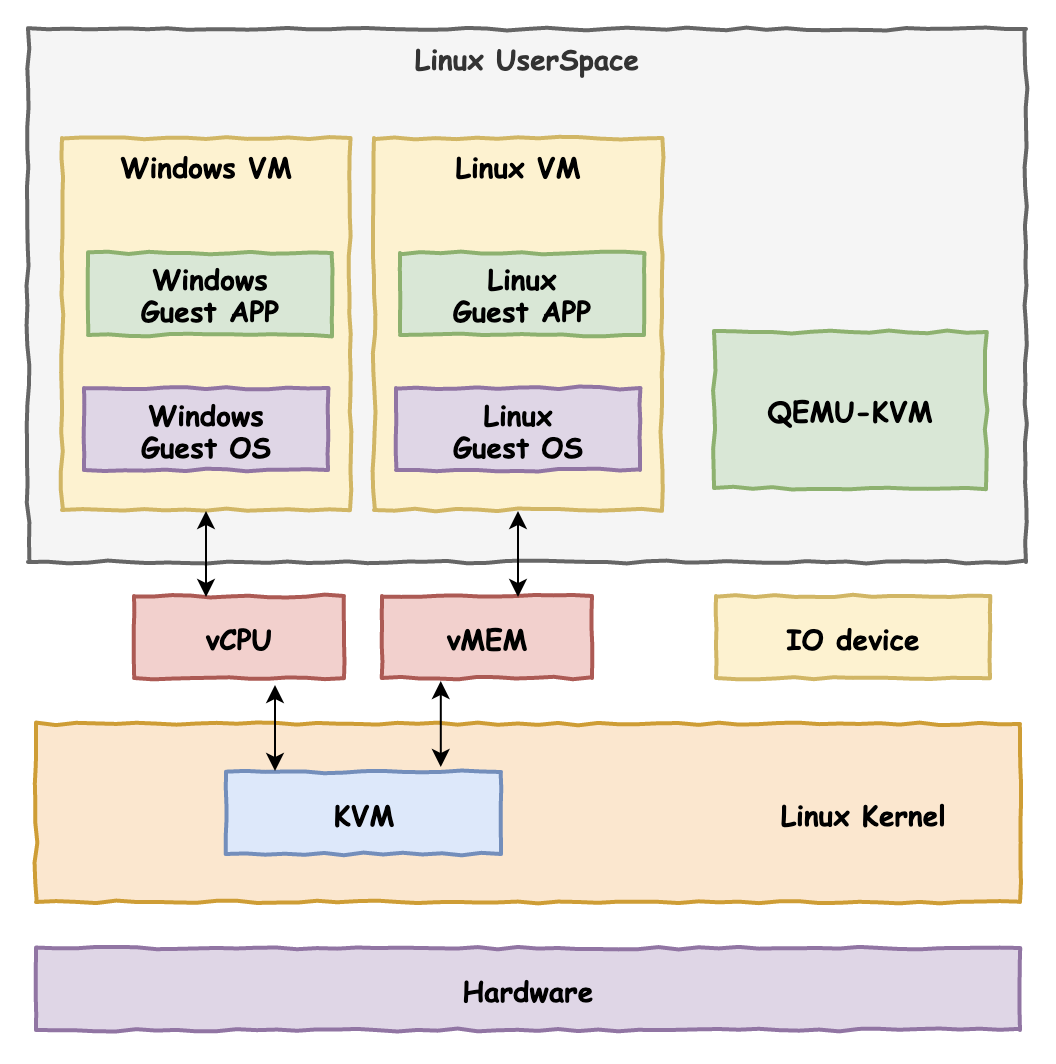 Linux UserSpace
Windows VM
Linux VM
Windows
Guest APP
Linux
Guest APP
Windows
Guest OS
Linux
Guest OS
QEMU-KVM
vCPU
vMEM
IO device
KVM
Linux Kernel
Hardware